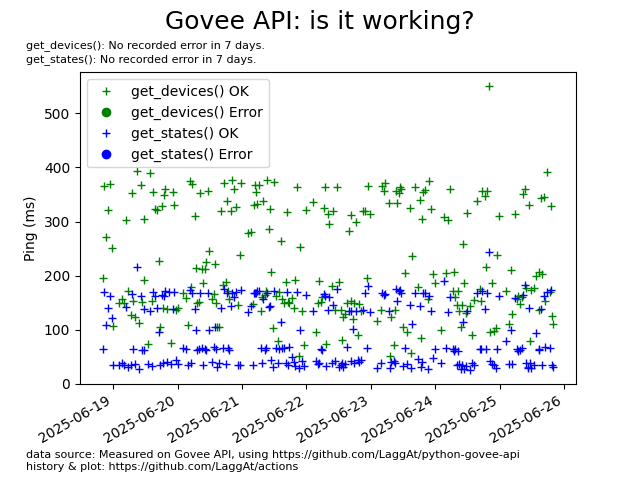 Govee API: is it working?
get_devices(): No recorded error in 7 days.
get_states(): No recorded error in 7 days.
get_devices() OK
get_devices() Error
get_states() OK
get_states() Error
Ping (ms)
500
400
300
200
100
0
2025-06-19
2025-06-20
2025-06-21
2025-06-22
2025-06-23
2025-06-24
2025-06-25
2025-06-26
data source: Measured on Govee API, using https://github.com/LaggAt/python-govee-api
history & plot: https://github.com/LaggAt/actions